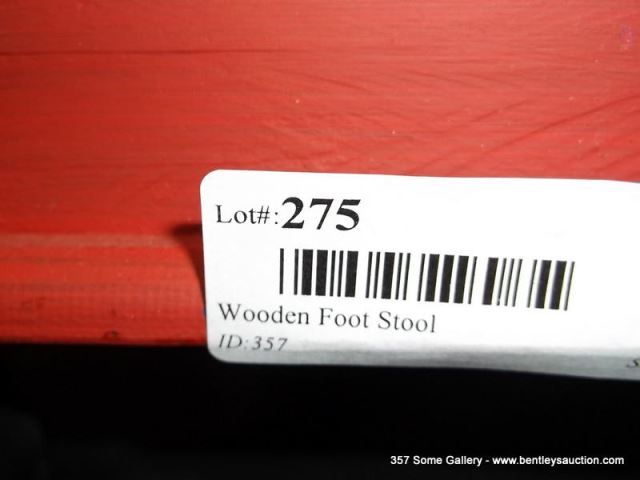 Lot#:275
Wooden Foot Stool
ID:357
357 Some Gallery - www.bentleysauction.com